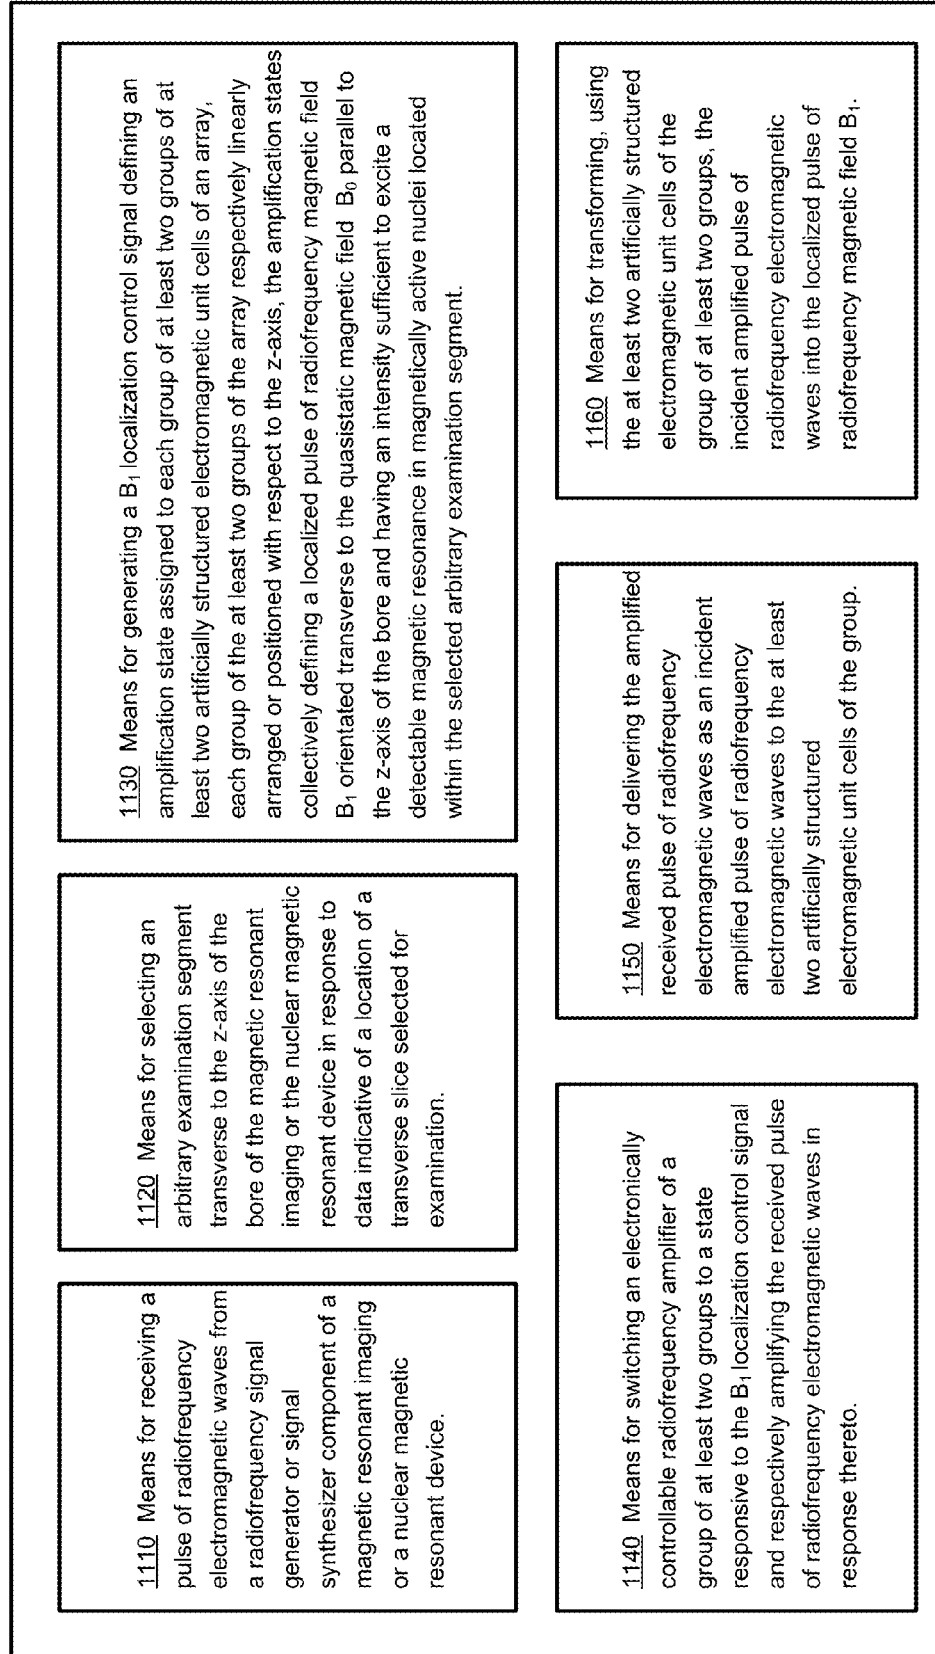 1110 Means for receiving a
pulse of radiofrequency
electromagnetic waves from
a radiofrequency signal
generator or signal
synthesizer component of a
magnetic resonant imaging
or a nuclear magnetic
resonant device.
1120 Means for selecting an
arbitrary examination segment
transverse to the z-axis of the
bore of the magnetic resonant
imaging or the nuclear magnetic
resonant device in response to
data indicative of a location of a
transverse slice selected for
examination.
1130 Means for generating a B₁ localization control signal defining an
amplification state assigned to each group of at least two groups of at
least two artificially structured electromagnetic unit cells of an array,
each group of the at least two groups of the array respectively linearly
arranged or positioned with respect to the z-axis, the amplification states
collectively defining a localized pulse of radiofrequency magnetic field
B₁ orientated transverse to the quasistatic magnetic field B₀ parallel to
the z-axis of the bore and having an intensity sufficient to excite a
detectable magnetic resonance in magnetically active nuclei located
within the selected arbitrary examination segment.
1140 Means for switching an electronically
controllable radiofrequency amplifier of a
group of at least two groups to a state
responsive to the B₁ localization control signal
and respectively amplifying the received pulse
of radiofrequency electromagnetic waves in
response thereto.
1150 Means for delivering the amplified
received pulse of radiofrequency
electromagnetic waves as an incident
amplified pulse of radiofrequency
electromagnetic waves to the at least
two artificially structured
electromagnetic unit cells of the group.
1160 Means for transforming, using
the at least two artificially structured
electromagnetic unit cells of the
group of at least two groups, the
incident amplified pulse of
radiofrequency electromagnetic
waves into the localized pulse of
radiofrequency magnetic field B₁.